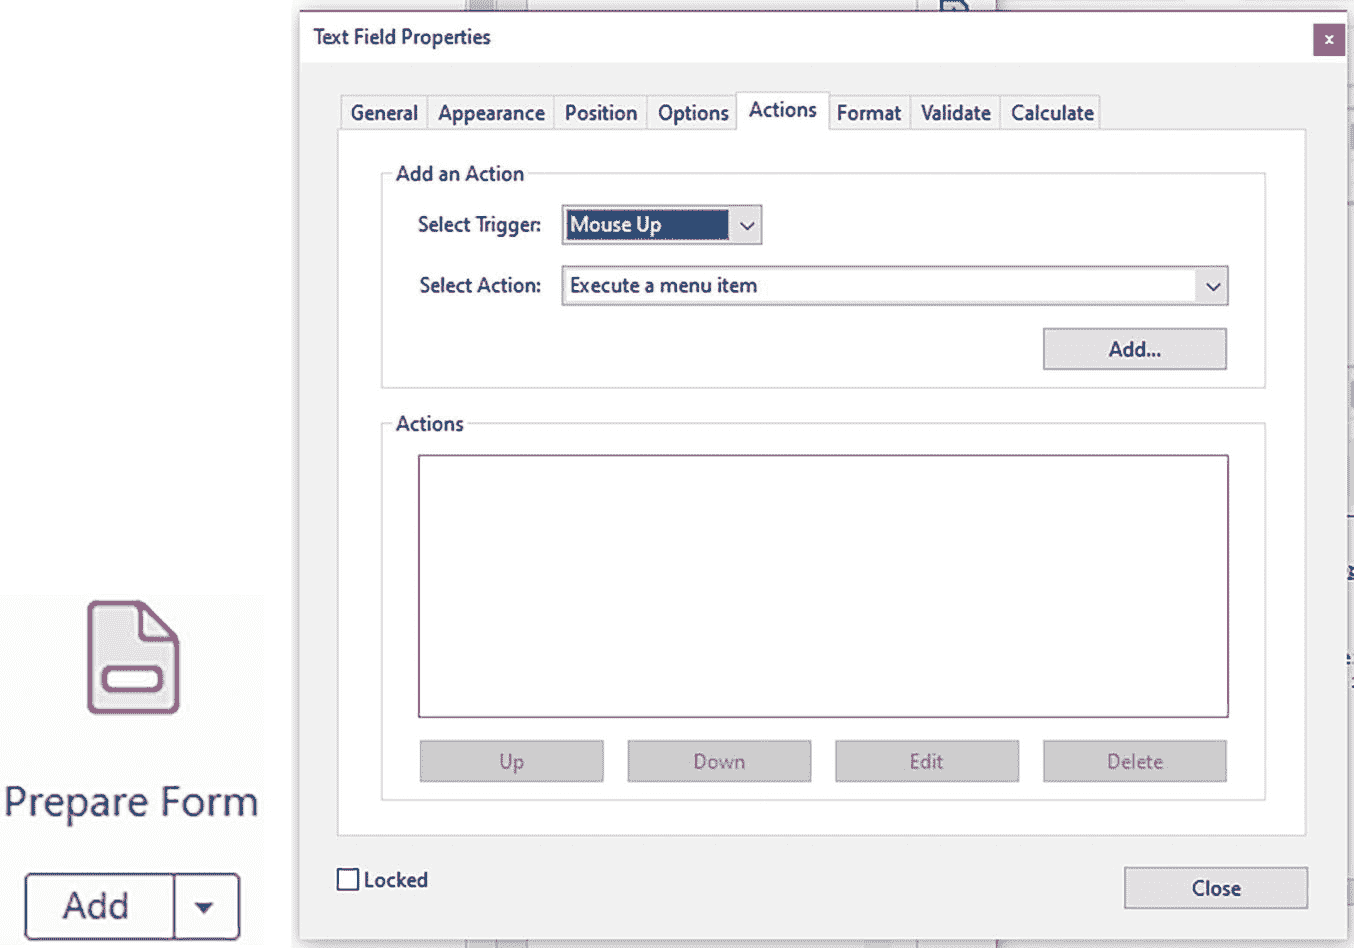 Text Field Properties
x
General Appearance Position Options Actions Format Validate Calculate
Add an Action
Select Trigger: Mouse Up
Select Action: Execute a menu item
Add...
Actions
Up Down Edit Delete
Locked
Close
Prepare Form
Add